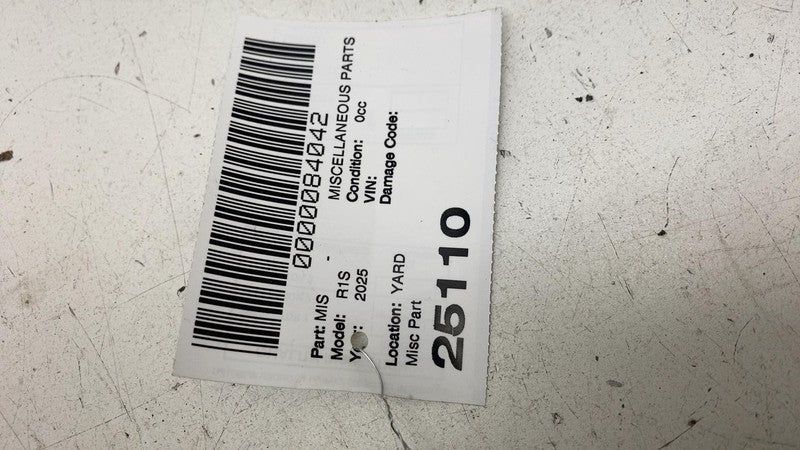 0000084042
Part: MIS - MISCELLANEOUS PARTS
Model: R1S Condition: 0cc
2025 VIN:
Damage Code:
Location: YARD
Misc Part
25110